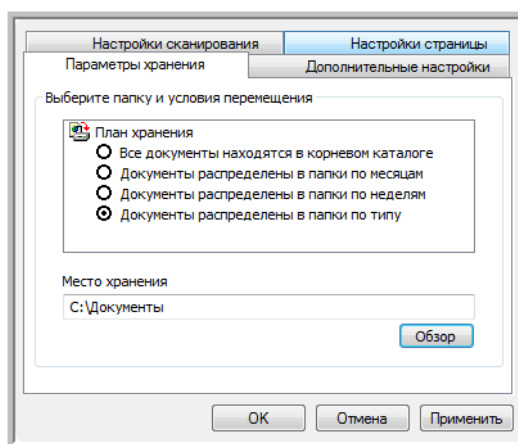 Настройки сканирования
Настройки страницы
Параметры хранения
Дополнительные настройки
Выберите папку и условия перемещения
План хранения
Все документы находятся в корневом каталоге
Документы распределены в папки по месяцам
Документы распределены в папки по неделям
Документы распределены в папки по типу
Место хранения
C:\Документы
Обзор
OK
Отмена
Применить